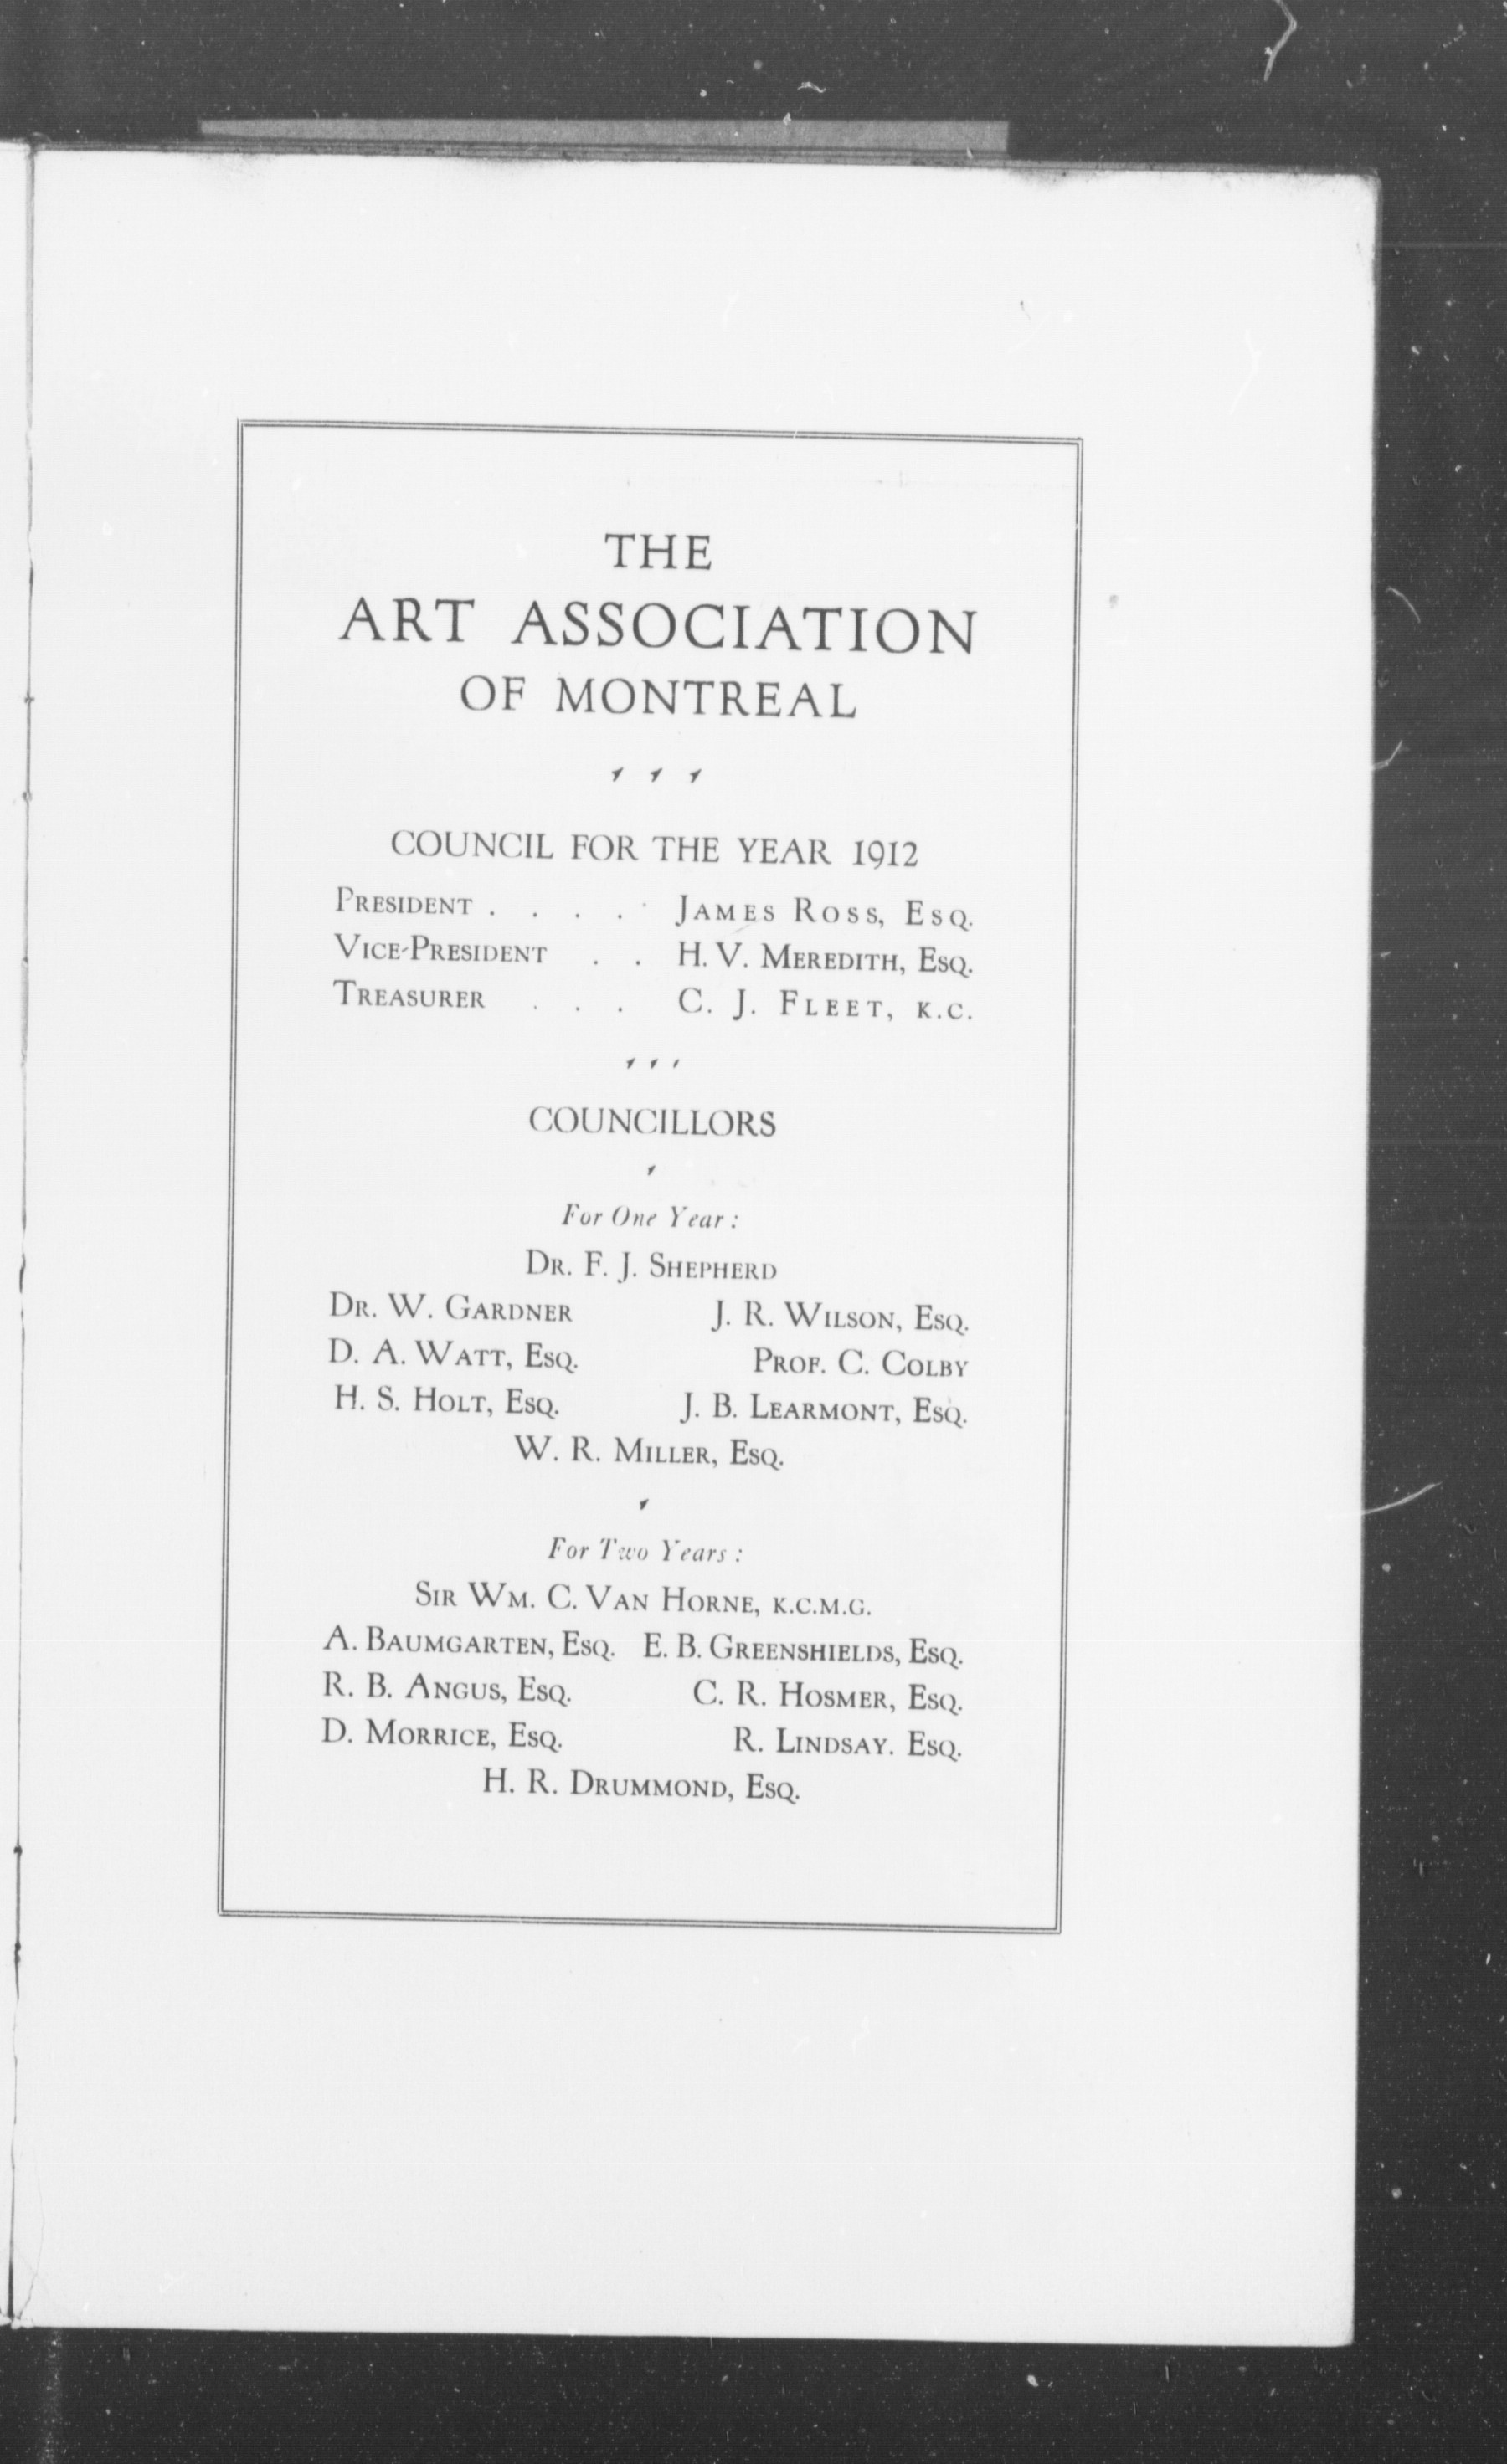 THE
ART ASSOCIATION
OF MONTREAL
COUNCIL FOR THE YEAR 1912
PRESIDENT . . . . . JAMES ROSS, ESQ.
VICE-PRESIDENT . . H. V. MEREDITH, ESQ.
TREASURER . . . C. J. FLEET, K.C.
COUNCILLORS
For One Year :
DR. F. J. SHEPHERD
DR. W. GARDNER J. R. WILSON, ESQ.
D. A. WATT, ESQ. PROF. C. COLBY
H. S. HOLT, ESQ. J. B. LEARMONT, ESQ.
W. R. MILLER, ESQ.
For Two Years :
SIR WM. C. VAN HORNE, K.C.M.G.
A. BAUMGARTEN, ESQ. E. B. GREENSHIELDS, ESQ.
R. B. ANGUS, ESQ. C. R. HOSMER, ESQ.
D. MORRICE, ESQ. R. LINDSAY. ESQ.
H. R. DRUMMOND, ESQ.